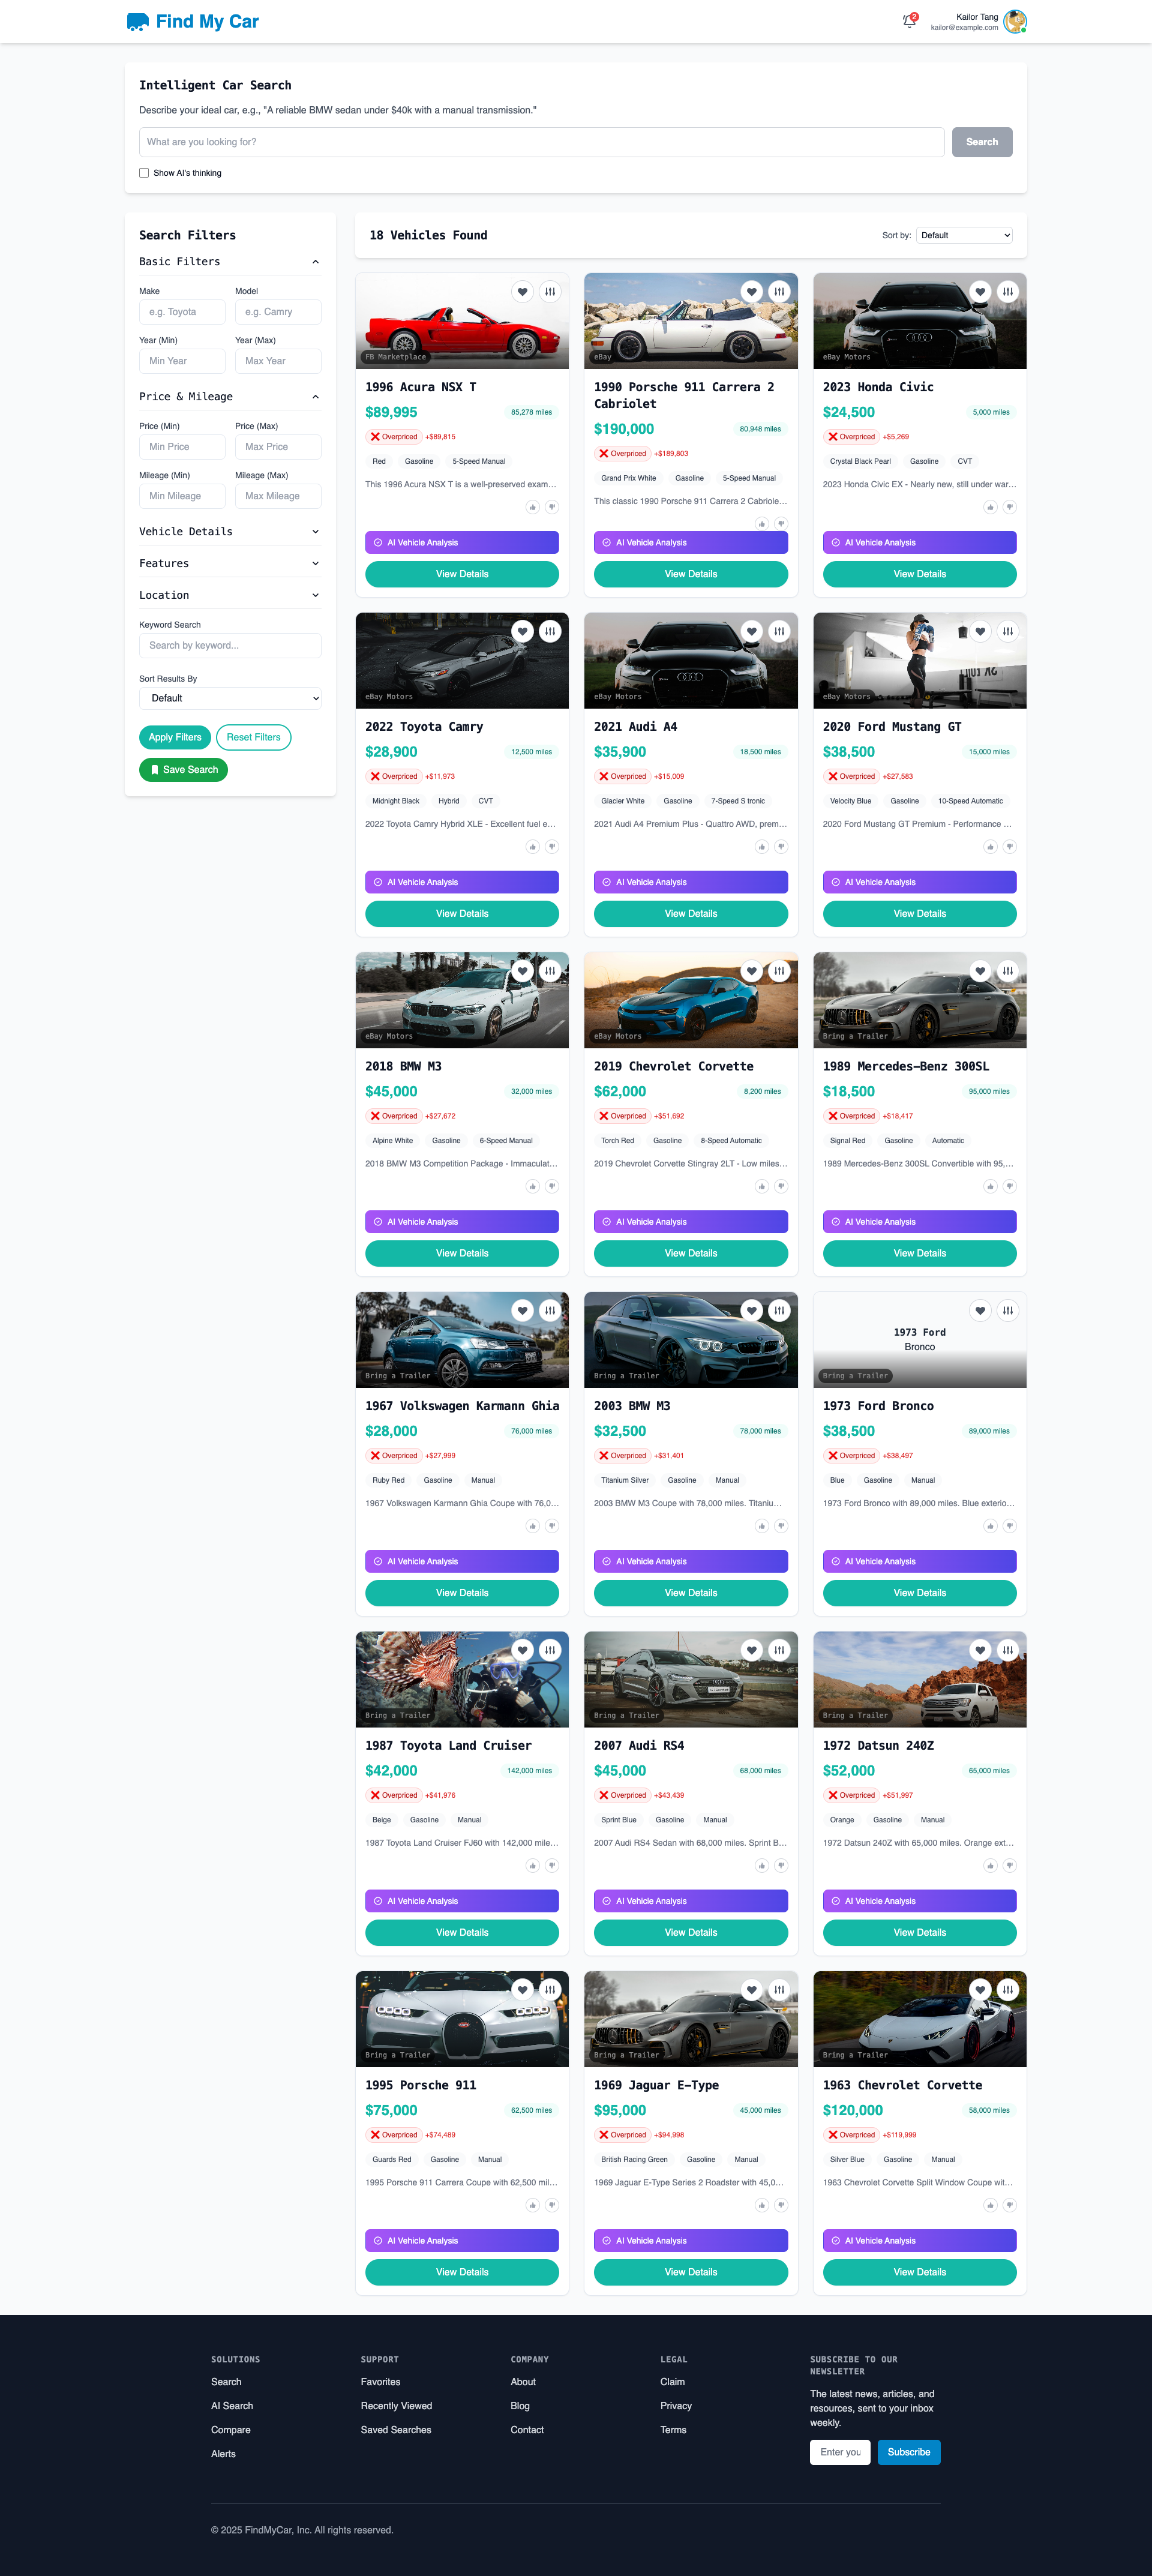 Find My Car
2
Kailor Tang
kailor@example.com
Intelligent Car Search
Describe your ideal car, e.g., "A reliable BMW sedan under $40k with a manual transmission."
What are you looking for?
Search
Show AI's thinking
Search Filters
Basic Filters
Make
Model
e.g. Toyota
e.g. Camry
Year (Min)
Year (Max)
Min Year
Max Year
Price & Mileage
Price (Min)
Price (Max)
Min Price
Max Price
Mileage (Min)
Mileage (Max)
Min Mileage
Max Mileage
Vehicle Details
Features
Location
Keyword Search
Search by keyword...
Sort Results By
Default
Apply Filters
Reset Filters
Save Search
18 Vehicles Found
Sort by:
Default
FB Marketplace
1996 Acura NSX T
$89,995
85,278 miles
Overpriced +$89,815
Red
Gasoline
5-Speed Manual
This 1996 Acura NSX T is a well-preserved exam...
AI Vehicle Analysis
View Details
eBay
1990 Porsche 911 Carrera 2
Cabriolet
$190,000
80,948 miles
Overpriced +$189,803
Grand Prix White
Gasoline
5-Speed Manual
This classic 1990 Porsche 911 Carrera 2 Cabriole...
AI Vehicle Analysis
View Details
eBay Motors
2023 Honda Civic
$24,500
5,000 miles
Overpriced +$5,269
Crystal Black Pearl
Gasoline
CVT
2023 Honda Civic EX - Nearly new, still under war...
AI Vehicle Analysis
View Details
eBay Motors
2022 Toyota Camry
$28,900
12,500 miles
Overpriced +$11,973
Midnight Black
Hybrid
CVT
2022 Toyota Camry Hybrid XLE - Excellent fuel e...
AI Vehicle Analysis
View Details
eBay Motors
2021 Audi A4
$35,900
18,500 miles
Overpriced +$15,009
Glacier White
Gasoline
7-Speed S tronic
2021 Audi A4 Premium Plus - Quattro AWD, prem...
AI Vehicle Analysis
View Details
eBay Motors
2020 Ford Mustang GT
$38,500
15,000 miles
Overpriced +$27,583
Velocity Blue
Gasoline
10-Speed Automatic
2020 Ford Mustang GT Premium - Performance ...
AI Vehicle Analysis
View Details
eBay Motors
2018 BMW M3
$45,000
32,000 miles
Overpriced +$27,672
Alpine White
Gasoline
6-Speed Manual
2018 BMW M3 Competition Package - Immaculat...
AI Vehicle Analysis
View Details
eBay Motors
2019 Chevrolet Corvette
$62,000
8,200 miles
Overpriced +$51,692
Torch Red
Gasoline
8-Speed Automatic
2019 Chevrolet Corvette Stingray 2LT - Low miles...
AI Vehicle Analysis
View Details
Bring a Trailer
1989 Mercedes-Benz 300SL
$18,500
95,000 miles
Overpriced +$18,417
Signal Red
Gasoline
Automatic
1989 Mercedes-Benz 300SL Convertible with 95,...
AI Vehicle Analysis
View Details
Bring a Trailer
1967 Volkswagen Karmann Ghia
$28,000
76,000 miles
Overpriced +$27,999
Ruby Red
Gasoline
Manual
1967 Volkswagen Karmann Ghia Coupe with 76,0...
AI Vehicle Analysis
View Details
Bring a Trailer
2003 BMW M3
$32,500
78,000 miles
Overpriced +$31,401
Titanium Silver
Gasoline
Manual
2003 BMW M3 Coupe with 78,000 miles. Titaniu...
AI Vehicle Analysis
View Details
1973 Ford
Bronco
Bring a Trailer
1973 Ford Bronco
$38,500
89,000 miles
Overpriced +$38,497
Blue
Gasoline
Manual
1973 Ford Bronco with 89,000 miles. Blue exterio...
AI Vehicle Analysis
View Details
Bring a Trailer
1987 Toyota Land Cruiser
$42,000
142,000 miles
Overpriced +$41,976
Beige
Gasoline
Manual
1987 Toyota Land Cruiser FJ60 with 142,000 mile...
AI Vehicle Analysis
View Details
Bring a Trailer
2007 Audi RS4
$45,000
68,000 miles
Overpriced +$43,439
Sprint Blue
Gasoline
Manual
2007 Audi RS4 Sedan with 68,000 miles. Sprint B...
AI Vehicle Analysis
View Details
Bring a Trailer
1972 Datsun 240Z
$52,000
65,000 miles
Overpriced +$51,997
Orange
Gasoline
Manual
1972 Datsun 240Z with 65,000 miles. Orange ext...
AI Vehicle Analysis
View Details
Bring a Trailer
1995 Porsche 911
$75,000
62,500 miles
Overpriced +$74,489
Guards Red
Gasoline
Manual
1995 Porsche 911 Carrera Coupe with 62,500 mil...
AI Vehicle Analysis
View Details
Bring a Trailer
1969 Jaguar E-Type
$95,000
45,000 miles
Overpriced +$94,998
British Racing Green
Gasoline
Manual
1969 Jaguar E-Type Series 2 Roadster with 45,0...
AI Vehicle Analysis
View Details
Bring a Trailer
1963 Chevrolet Corvette
$120,000
58,000 miles
Overpriced +$119,999
Silver Blue
Gasoline
Manual
1963 Chevrolet Corvette Split Window Coupe wit...
AI Vehicle Analysis
View Details
SOLUTIONS
Search
AI Search
Compare
Alerts
SUPPORT
Favorites
Recently Viewed
Saved Searches
COMPANY
About
Blog
Contact
LEGAL
Claim
Privacy
Terms
SUBSCRIBE TO OUR
NEWSLETTER
The latest news, articles, and
resources, sent to your inbox
weekly.
Enter you
Subscribe
© 2025 FindMyCar, Inc. All rights reserved.